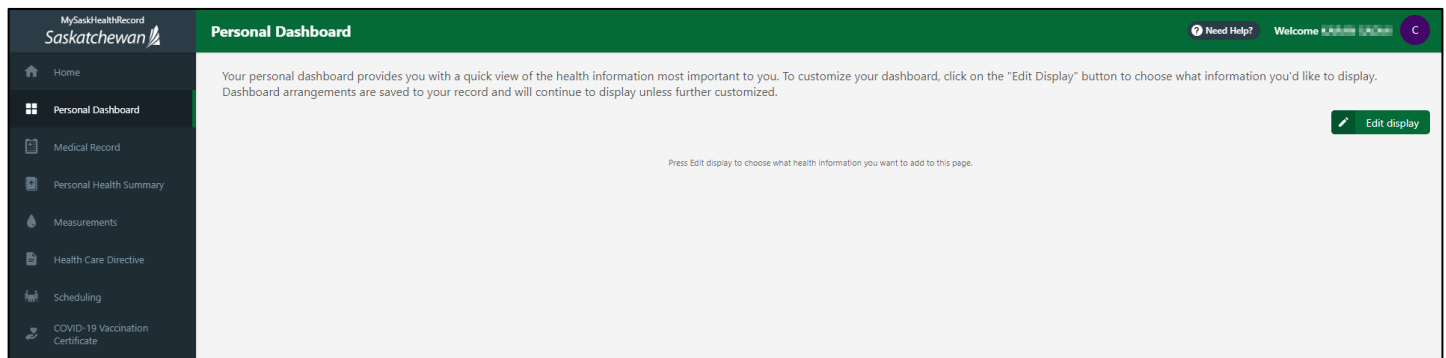 MySaskHealthRecord
Saskatchewan
Personal Dashboard
? Need Help?
Welcome
C
Home
Personal Dashboard
Medical Record
Personal Health Summary
Measurements
Health Care Directive
Scheduling
COVID-19 Vaccination
Certificate
Your personal dashboard provides you with a quick view of the health information most important to you. To customize your dashboard, click on the "Edit Display" button to choose what information you'd like to display.
Dashboard arrangements are saved to your record and will continue to display unless further customized.
Edit display
Press Edit display to choose what health information you want to add to this page.